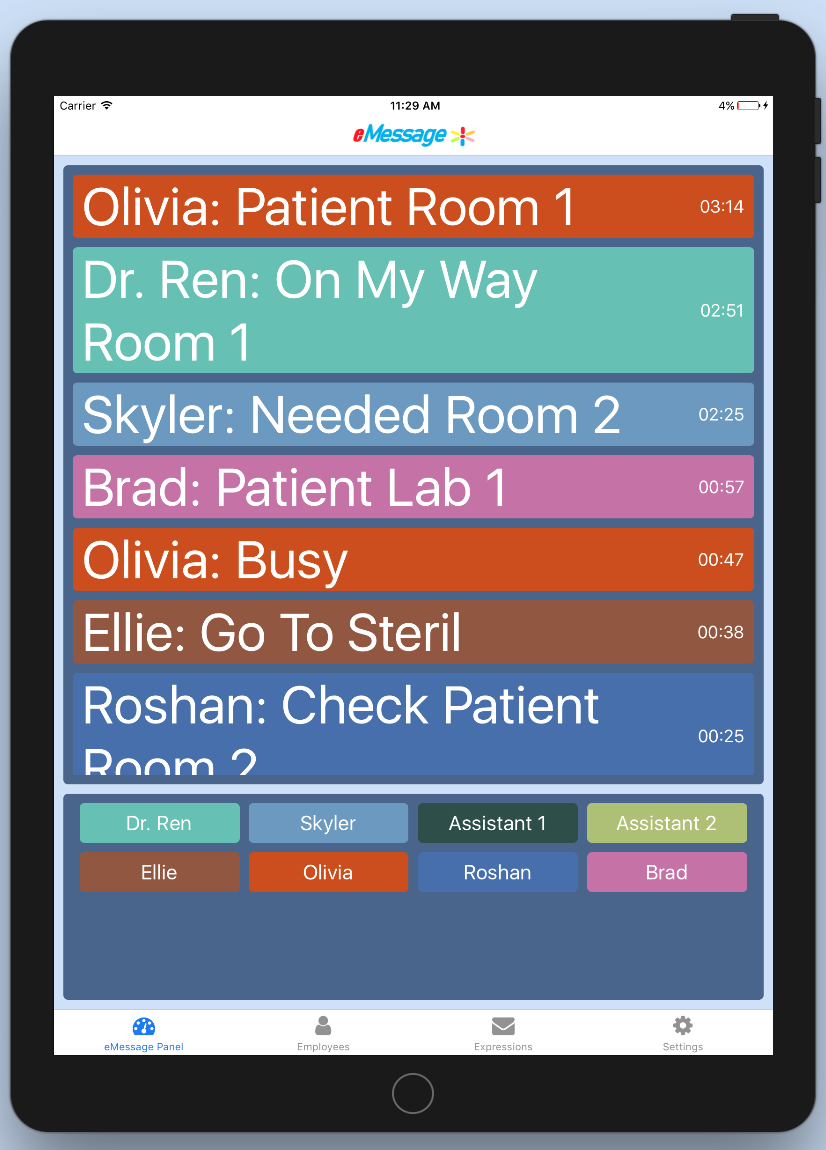 Carrier 11:29 AM 4%
eMessage
Olivia: Patient Room 1 03:14
Dr. Ren: On My Way
Room 1
02:51
Skyler: Needed Room 2 02:25
Brad: Patient Lab 1 00:57
Olivia: Busy 00:47
Ellie: Go To Steril 00:38
Roshan: Check Patient
Room 2
00:25
Dr. Ren Skyler Assistant 1 Assistant 2
Ellie Olivia Roshan Brad
eMessage Panel Employees Expressions Settings